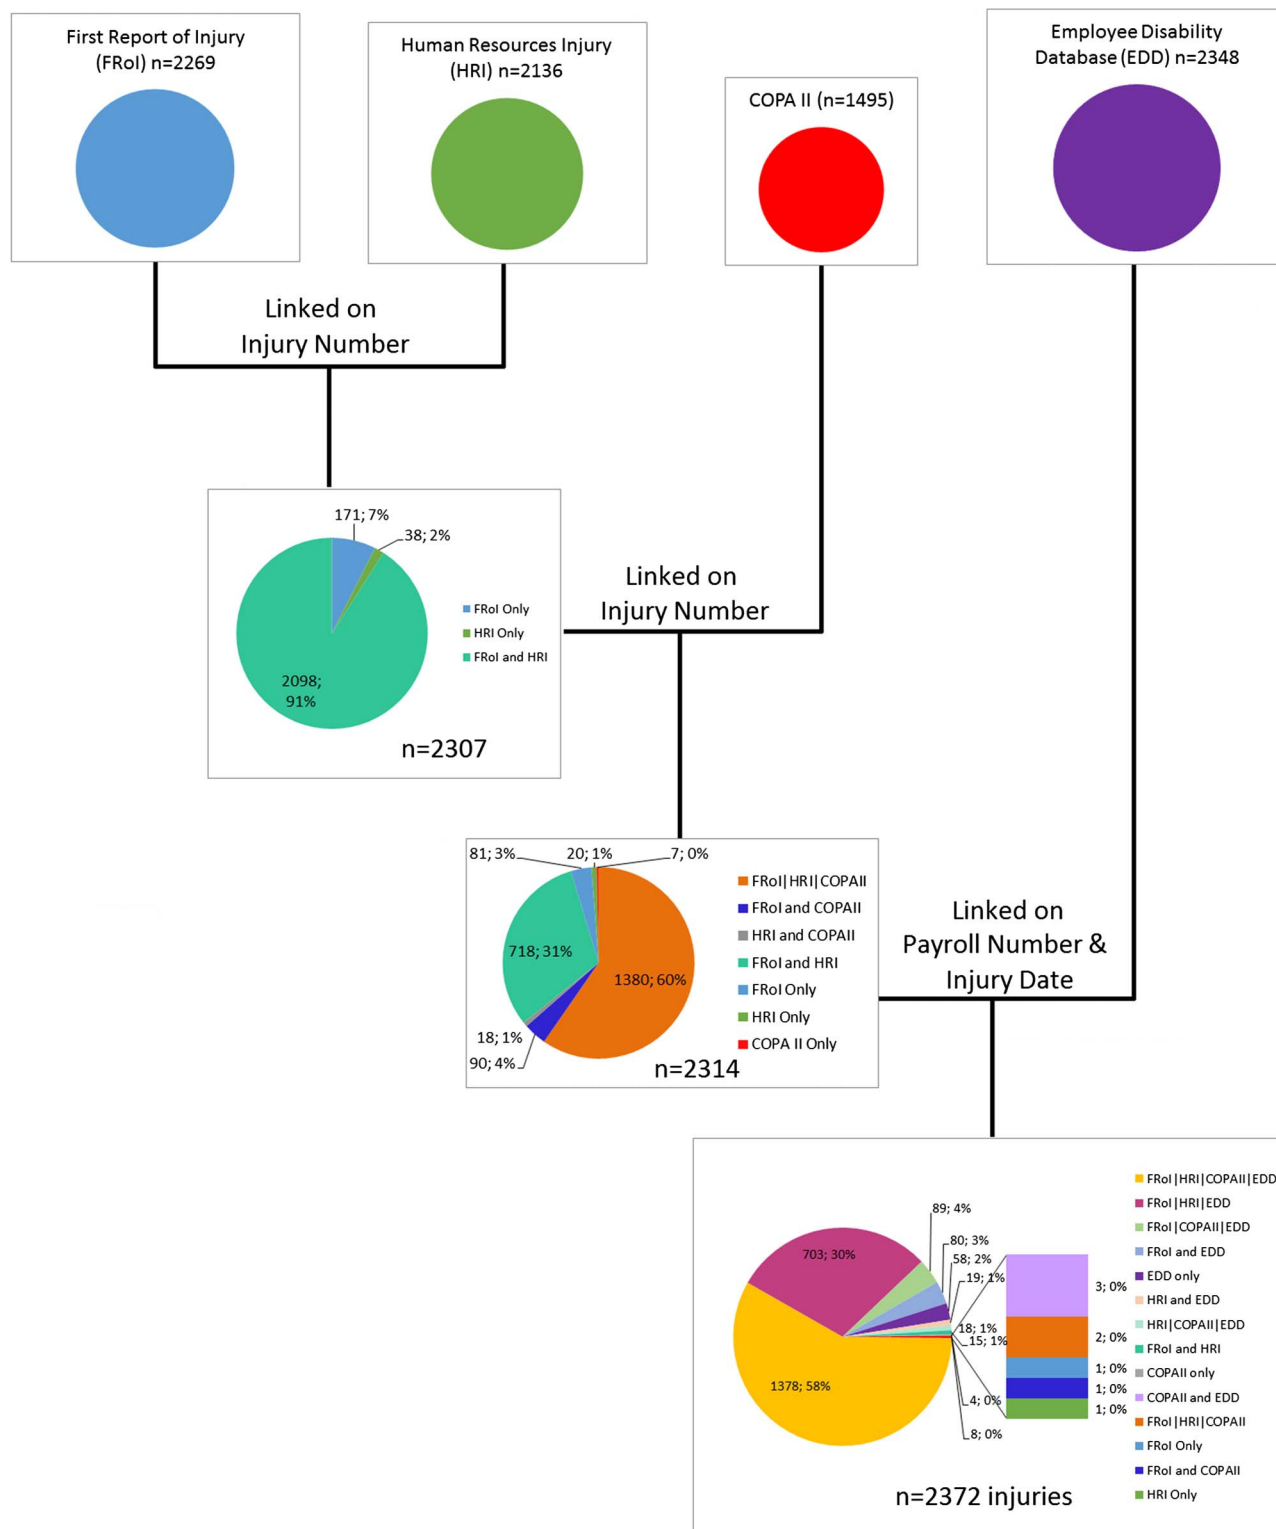 First Report of Injury
(FRoI) n=2269
Human Resources Injury
(HRI) n=2136
COPA II (n=1495)
Employee Disability
Database (EDD) n=2348
Linked on
Injury Number
171; 7%
38; 2%
2098;
91%
FRoI Only
HRI Only
FRoI and HRI
n=2307
Linked on
Injury Number
81; 3%
20; 1%
7; 0%
718; 31%
1380; 60%
18; 1%
90; 4%
FRoI|HRI|COPAII
FRoI and COPAII
HRI and COPAII
FRoI and HRI
FRoI Only
HRI Only
COPA II Only
n=2314
Linked on
Payroll Number &
Injury Date
703; 30%
89; 4%
80; 3%
58; 2%
19; 1%
18; 1%
15; 1%
1378; 58%
4; 0%
8; 0%
3; 0%
2; 0%
1; 0%
1; 0%
1; 0%
FRoI|HRI|COPAII|EDD
FRoI|HRI|EDD
FRoI|COPAII|EDD
FRoI and EDD
EDD only
HRI and EDD
HRI|COPAII|EDD
FRoI and HRI
COPAII only
COPAII and EDD
FRoI|HRI|COPAII
FRoI Only
FRoI and COPAII
HRI Only
n=2372 injuries